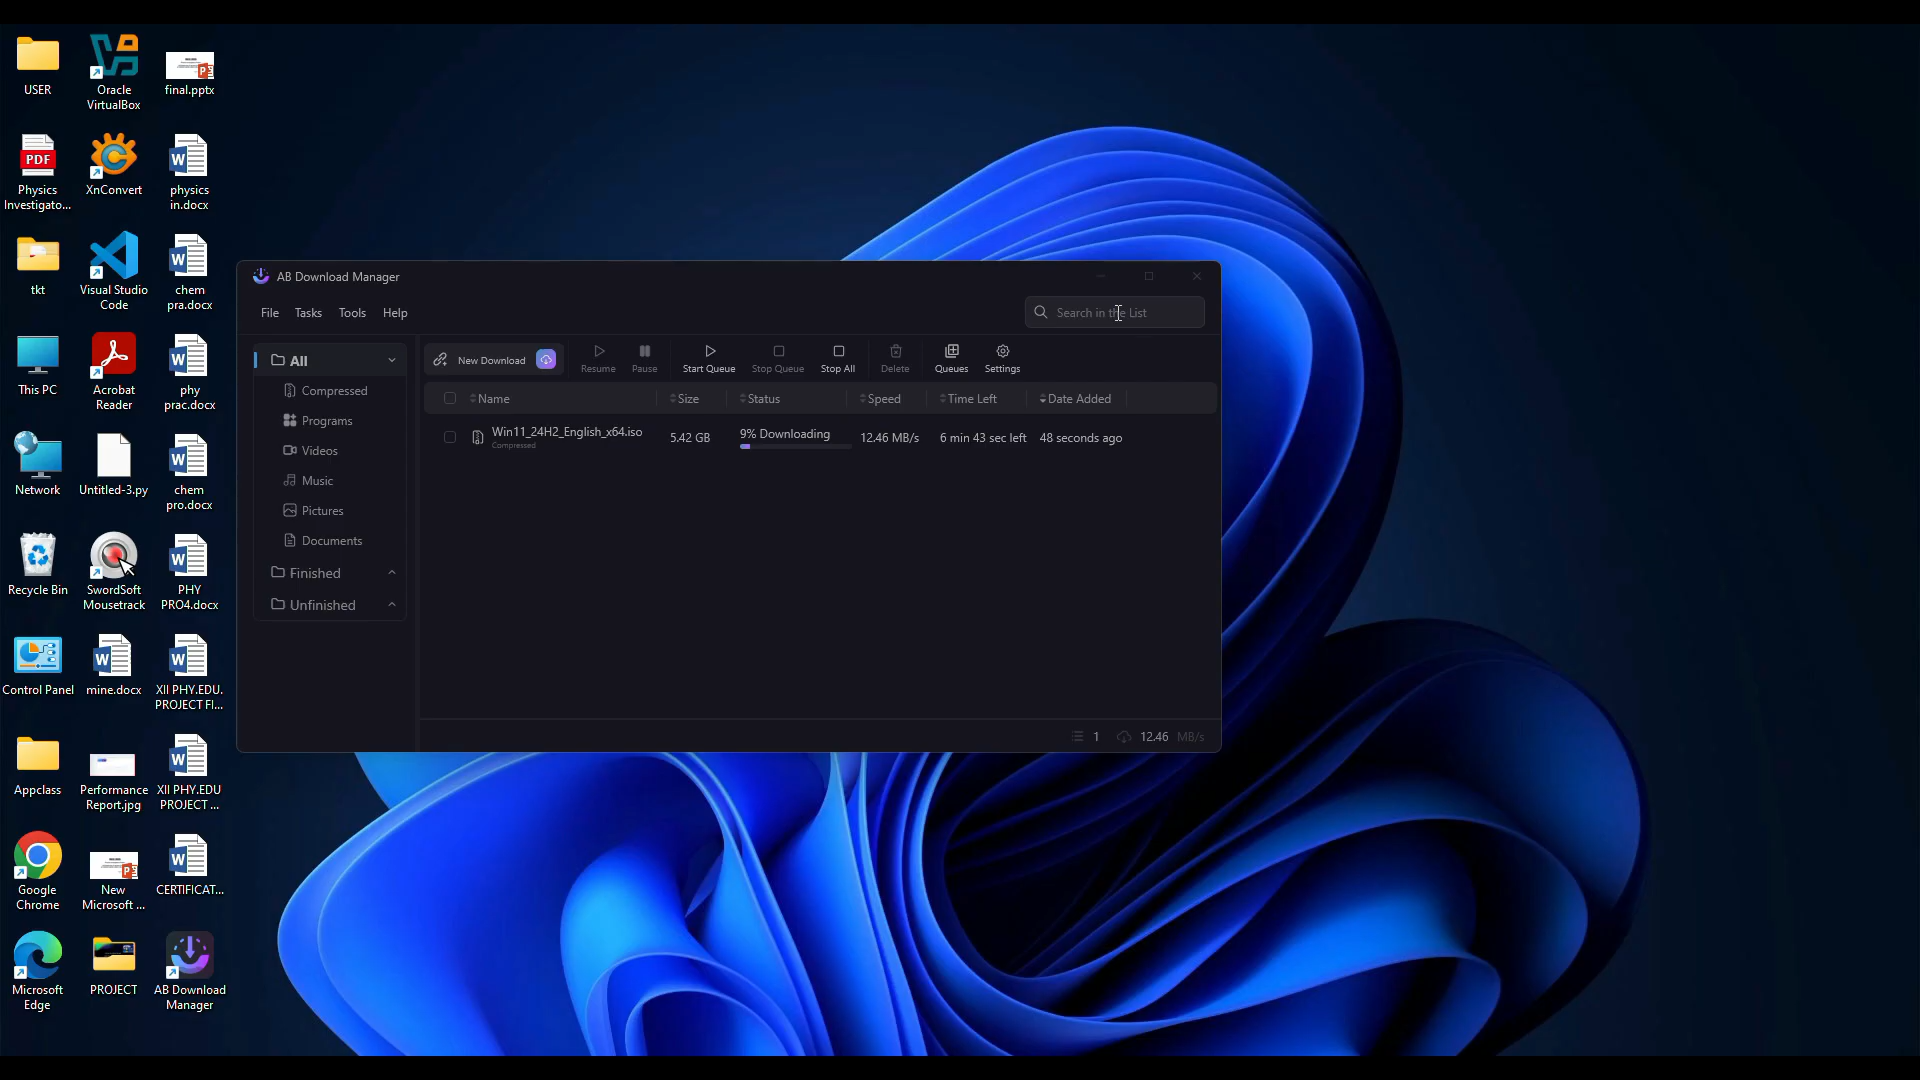 USER
Oracle
VirtualBox
final.pptx
PDF
Physics
Investigato...
XnConvert
physics
in.docx
tkt
Visual Studio
Code
chem
pra.docx
This PC
Acrobat
Reader
phy
prac.docx
Network
Untitled-3.py
chem
pro.docx
Recycle Bin
SwordSoft
Mousetrack
PHY
PRO4.docx
Control Panel
mine.docx
XII PHY.EDU.
PROJECT FI...
Appclass
Performance
Report.jpg
XII PHY.EDU
PROJECT ...
Google
Chrome
New
Microsoft ...
CERTIFICAT...
Microsoft
Edge
PROJECT
AB Download
Manager
AB Download Manager
File Tasks Tools Help
Search in the List
All
Compressed
Programs
Videos
Music
Pictures
Documents
Finished
Unfinished
New Download
Resume Pause Start Queue Stop Queue Stop All Delete Queues Settings
Name Size Status Speed Time Left Date Added
Win11_24H2_English_x64.iso 5.42 GB 9% Downloading 12.46 MB/s 6 min 43 sec left 48 seconds ago
Compressed
1 12.46 MB/s